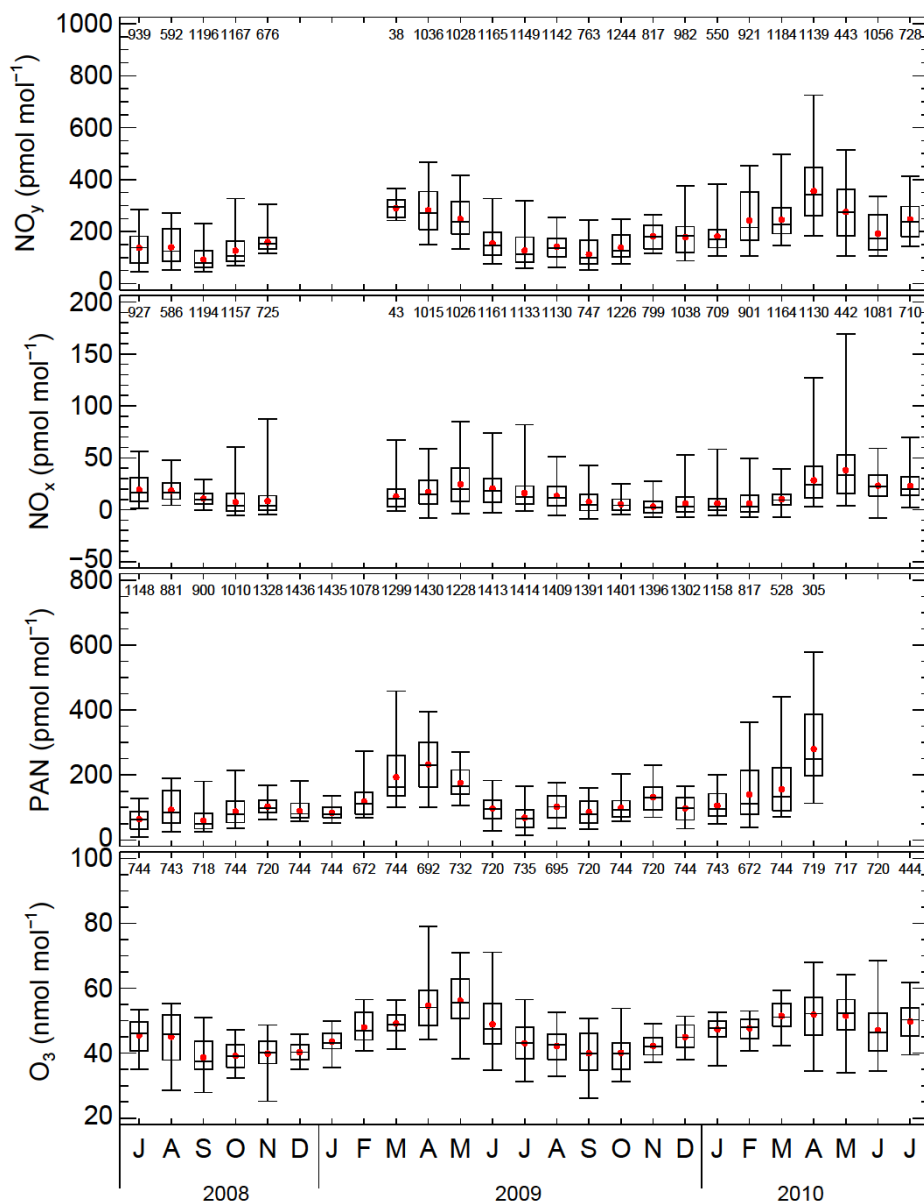 1000
939 592 1196 1167 676 38 1036 1028 1165 1149 1142 763 1244 817 982 550 921 1184 1139 443 1056 728
800
600
400
200
0
NOy (pmol mol⁻¹)
200
927 586 1194 1157 725 43 1015 1026 1161 1133 1130 747 1226 799 1038 709 901 1164 1130 442 1081 710
150
100
50
0
−50
NOx (pmol mol⁻¹)
800
1148 881 900 1010 1328 1436 1435 1078 1299 1430 1228 1413 1414 1409 1391 1401 1396 1302 1158 817 528 305
600
400
200
0
PAN (pmol mol⁻¹)
100
744 743 718 744 720 744 744 672 744 692 732 720 735 695 720 744 720 744 743 672 744 719 717 720 444
80
60
40
20
O₃ (nmol mol⁻¹)
J A S O N D J F M A M J J A S O N D J F M A M J J
2008 2009 2010